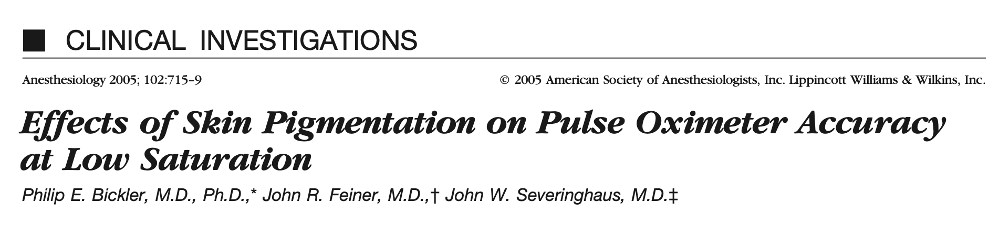 CLINICAL INVESTIGATIONS
Anesthesiology 2005; 102:715–9
© 2005 American Society of Anesthesiologists, Inc. Lippincott Williams & Wilkins, Inc.
Effects of Skin Pigmentation on Pulse Oximeter Accuracy
at Low Saturation
Philip E. Bickler, M.D., Ph.D.,* John R. Feiner, M.D.,† John W. Severinghaus, M.D.‡